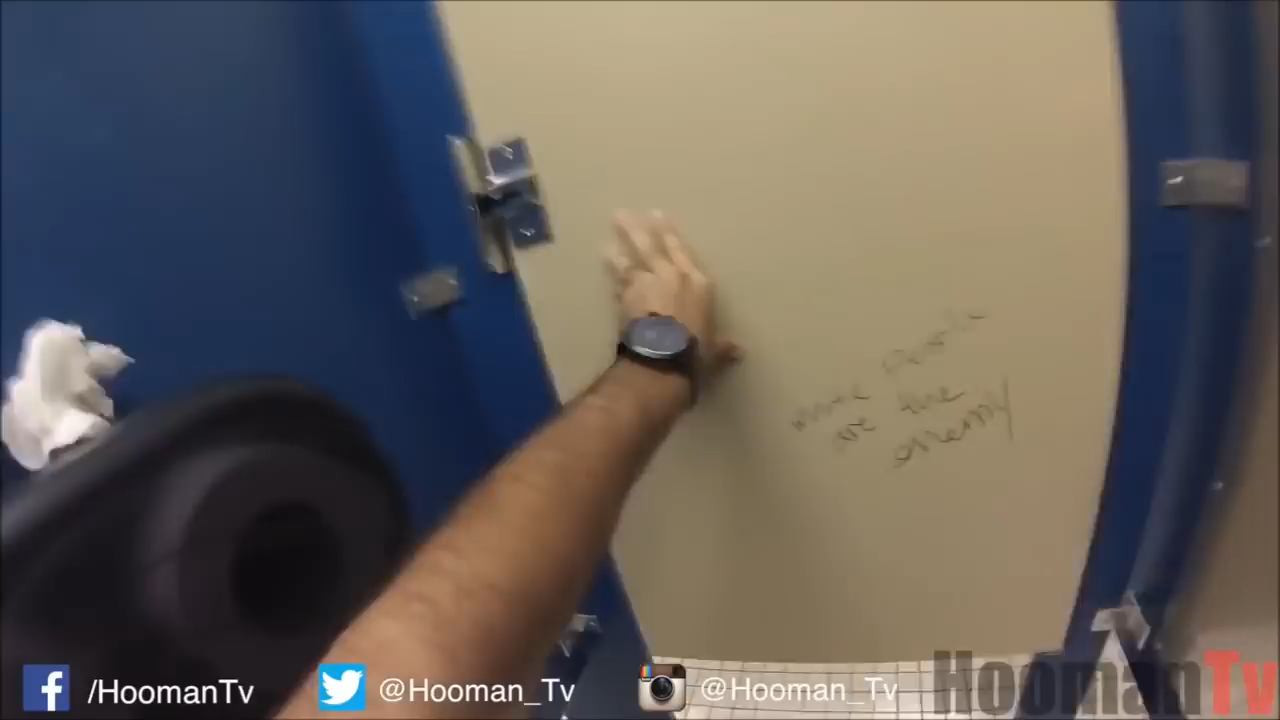 white people
are the
enemy
f /HoomanTv
@Hooman_Tv
@Hooman_Tv
HoomanTv